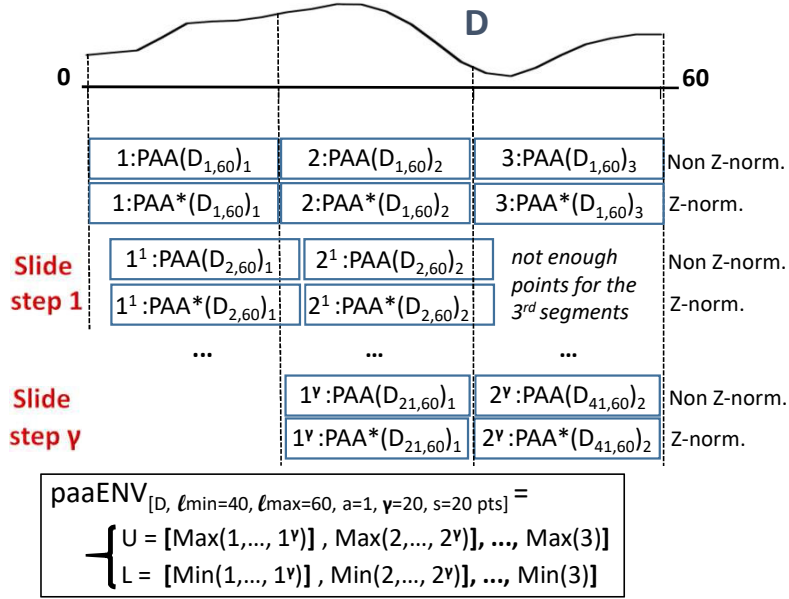 D
0
60
1:PAA(D₁,₆₀)₁ 2:PAA(D₁,₆₀)₂ 3:PAA(D₁,₆₀)₃ Non Z-norm.
1:PAA*(D₁,₆₀)₁ 2:PAA*(D₁,₆₀)₂ 3:PAA*(D₁,₆₀)₃ Z-norm.
Slide
step 1
1¹ :PAA(D₂,₆₀)₁ 2¹ :PAA(D₂,₆₀)₂ Non Z-norm.
1¹ :PAA*(D₂,₆₀)₁ 2¹ :PAA*(D₂,₆₀)₂ Z-norm.
not enough
points for the
3ʳᵈ segments
... ... ...
Slide
step γ
1ᵞ :PAA(D₂₁,₆₀)₁ 2ᵞ :PAA(D₄₁,₆₀)₂ Non Z-norm.
1ᵞ :PAA*(D₂₁,₆₀)₁ 2ᵞ :PAA*(D₄₁,₆₀)₂ Z-norm.
paaENV[D, ℓmin=40, ℓmax=60, a=1, γ=20, s=20 pts] =
U = [Max(1,..., 1ᵞ)] , Max(2,..., 2ᵞ)], ..., Max(3)]
L = [Min(1,..., 1ᵞ)] , Min(2,..., 2ᵞ)], ..., Min(3)]